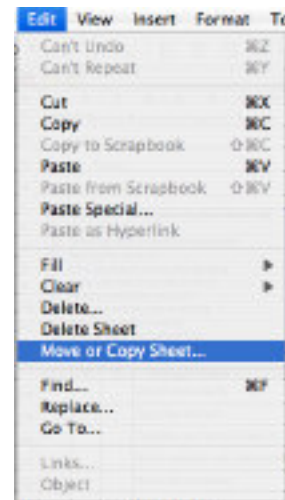 Edit View Insert Format
Can't Undo ⌘Z
Can't Repeat ⌘Y
Cut ⌘X
Copy ⌘C
Copy to Scrapbook ⇧⌘C
Paste ⌘V
Paste from Scrapbook ⇧⌘V
Paste Special...
Paste as Hyperlink
Fill
Clear
Delete...
Delete Sheet
Move or Copy Sheet...
Find... ⌘F
Replace...
Go To...
Links...
Object